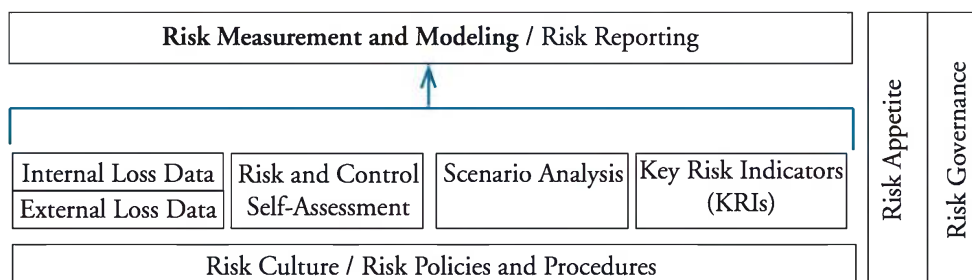 Risk Measurement and Modeling / Risk Reporting
Internal Loss Data
External Loss Data
Risk and Control
Self-Assessment
Scenario Analysis
Key Risk Indicators
(KRIs)
Risk Culture / Risk Policies and Procedures
Risk Appetite
Risk Governance